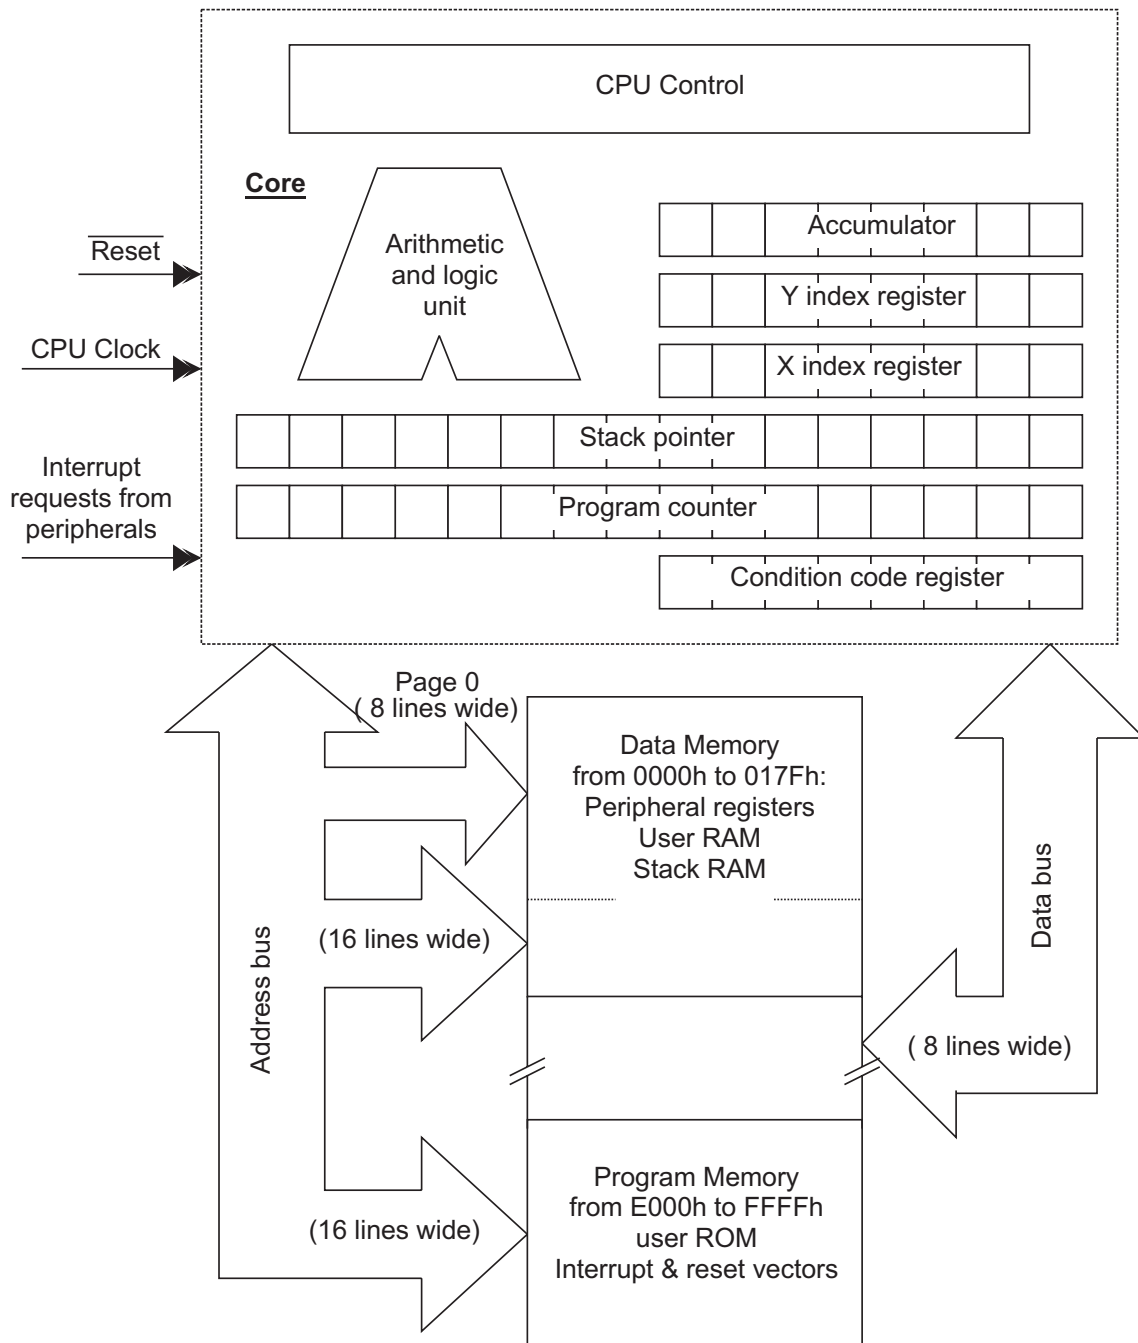 CPU Control
Core
Arithmetic
and logic
unit
Accumulator
Y index register
X index register
Stack pointer
Program counter
Condition code register
Reset
CPU Clock
Interrupt
requests from
peripherals
Page 0
( 8 lines wide)
Data Memory
from 0000h to 017Fh:
Peripheral registers
User RAM
Stack RAM
(16 lines wide)
Address bus
Data bus
( 8 lines wide)
Program Memory
from E000h to FFFFh
user ROM
Interrupt & reset vectors
(16 lines wide)